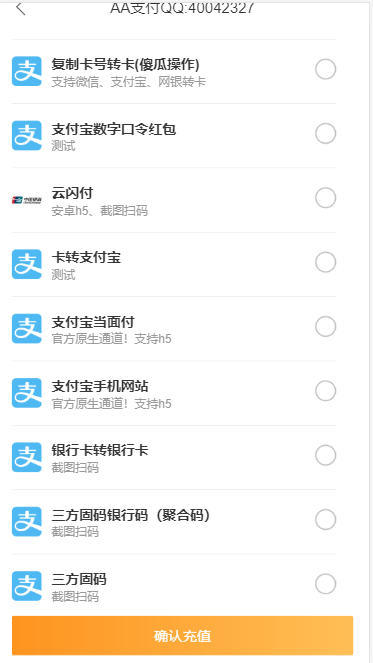 AA支付QQ:40042327
复制卡号转卡(傻瓜操作)
支持微信、支付宝、网银转卡
支付宝数字口令红包
测试
云闪付
安卓h5、截图扫码
卡转支付宝
测试
支付宝当面付
官方原生通道！支持h5
支付宝手机网站
官方原生通道！支持h5
银行卡转银行卡
截图扫码
三方固码银行码（聚合码）
截图扫码
三方固码
截图扫码
确认充值